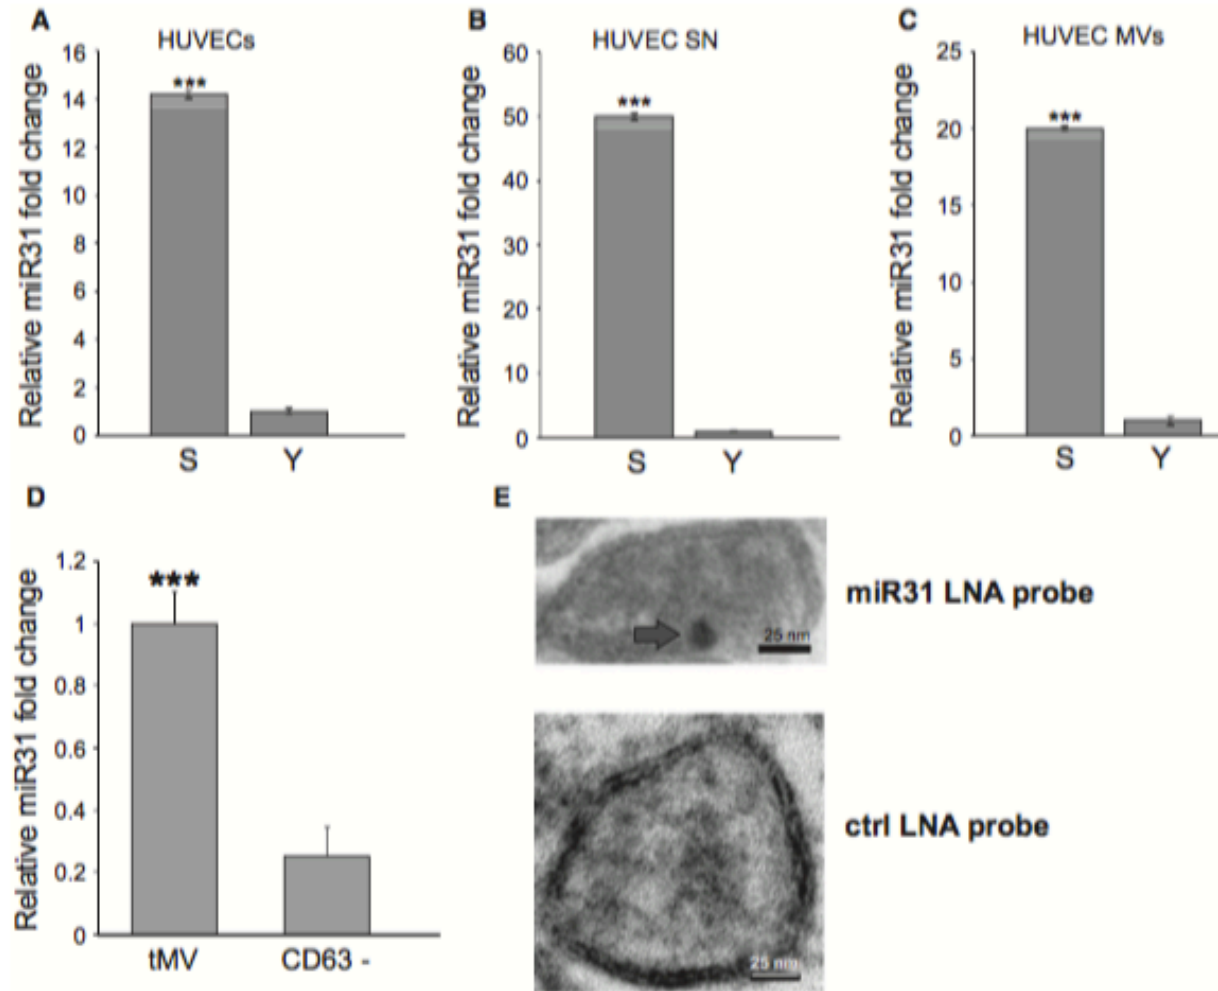 A
HUVECs
Relative miR31 fold change
16
14
12
10
8
6
4
2
0
***
S Y
B
HUVEC SN
Relative miR31 fold change
60
50
40
30
20
10
0
***
S Y
C
HUVEC MVs
Relative miR31 fold change
25
20
15
10
5
0
***
S Y
D
Relative miR31 fold change
1.2
1
0.8
0.6
0.4
0.2
0
***
tMV CD63 -
E
25 nm
miR31 LNA probe
25 nm
ctrl LNA probe